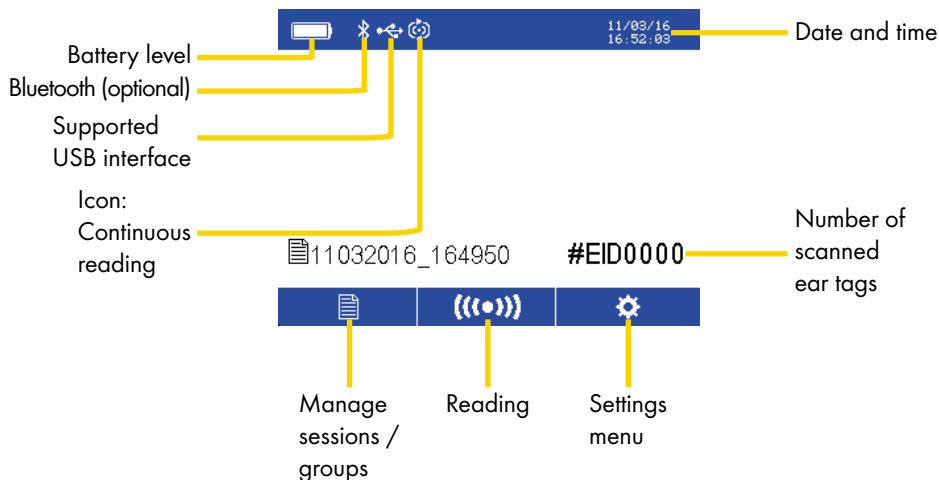 11/03/16
16:52:03
Date and time
Battery level
Bluetooth (optional)
Supported
USB interface
Icon:
Continuous
reading
11032016_164950
#EID0000
Number of
scanned
ear tags
Manage
sessions /
groups
Reading
Settings
menu